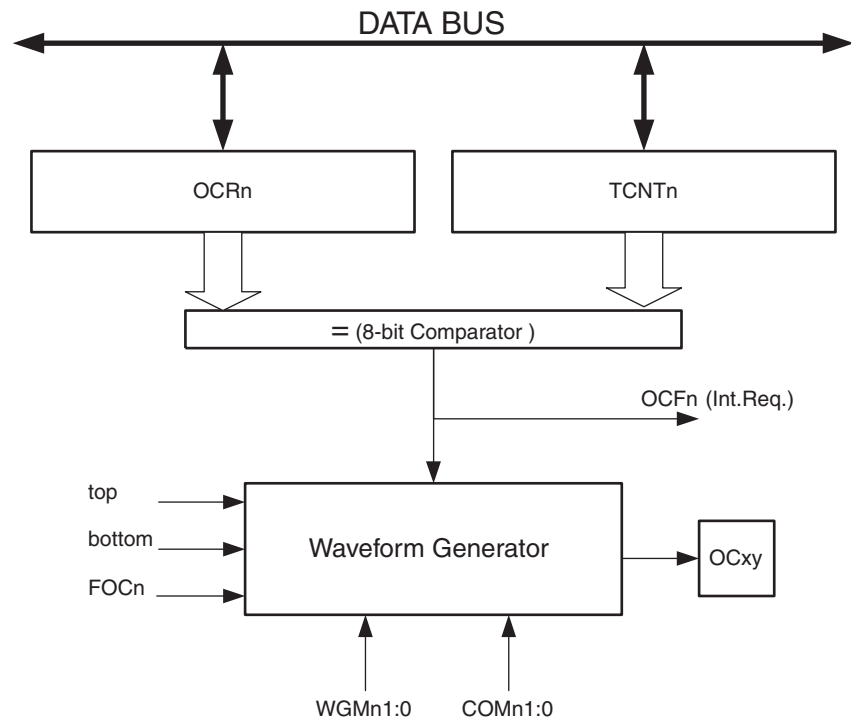 DATA BUS
OCRn
TCNTn
= (8-bit Comparator )
OCFn (Int.Req.)
top
bottom
FOCn
Waveform Generator
OCxy
WGMn1:0
COMn1:0